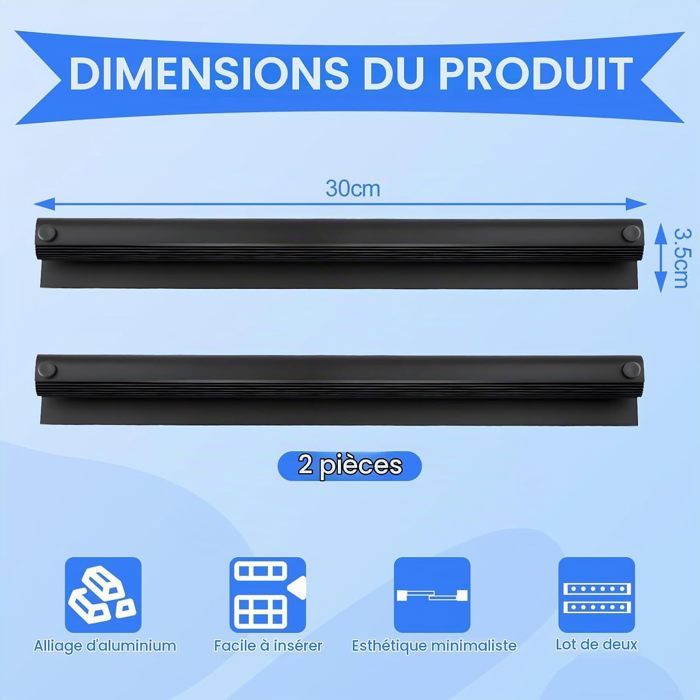 DIMENSIONS DU PRODUIT
30cm
3.5cm
2 pièces
Alliage d'aluminium
Facile à insérer
Esthétique minimaliste
Lot de deux